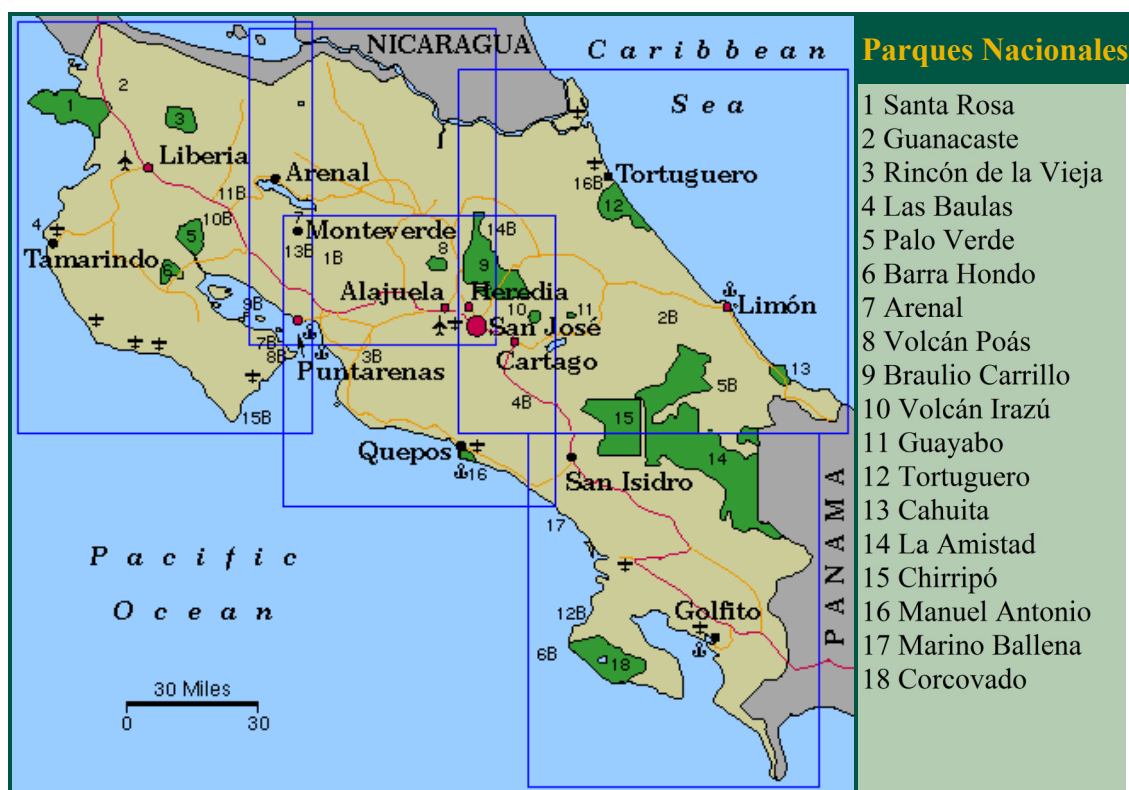 NICARAGUA
Caribbean
Sea
Parques Nacionales
1 Santa Rosa
2 Guanacaste
3 Rincón de la Vieja
4 Las Baulas
5 Palo Verde
6 Barra Hondo
7 Arenal
8 Volcán Poás
9 Braulio Carrillo
10 Volcán Irazú
11 Guayabo
12 Tortuguero
13 Cahuita
14 La Amistad
15 Chirripó
16 Manuel Antonio
17 Marino Ballena
18 Corcovado
2
1
3
Liberia
Arenal
11B
Tortuguero
16B
12
4
10B
5
Tamarindo
6
7
Monteverde
13B
1B
8
14B
9
Alajuela
Heredia
10
11
San José
Cartago
2B
Limón
9B
7B
8B
Puntarenas
3B
15B
4B
5B
13
15
14
Quepos
16
San Isidro
17
PANAMA
Pacific
Ocean
12B
Golfito
6B
18
30 Miles
0
30